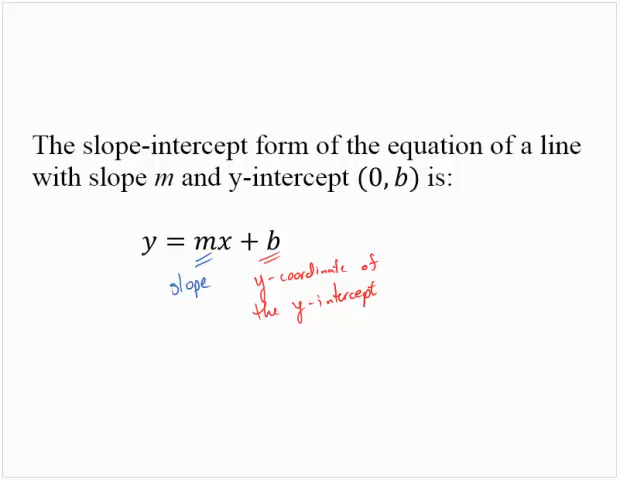 The slope-intercept form of the equation of a line
with slope m and y-intercept (0, b) is:
y = mx + b
slope
y-coordinate of
the y-intercept